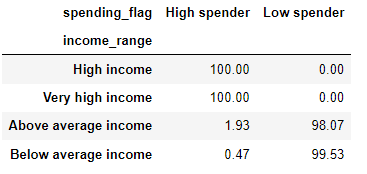 spending_flag High spender Low spender
income_range
High income 100.00 0.00
Very high income 100.00 0.00
Above average income 1.93 98.07
Below average income 0.47 99.53